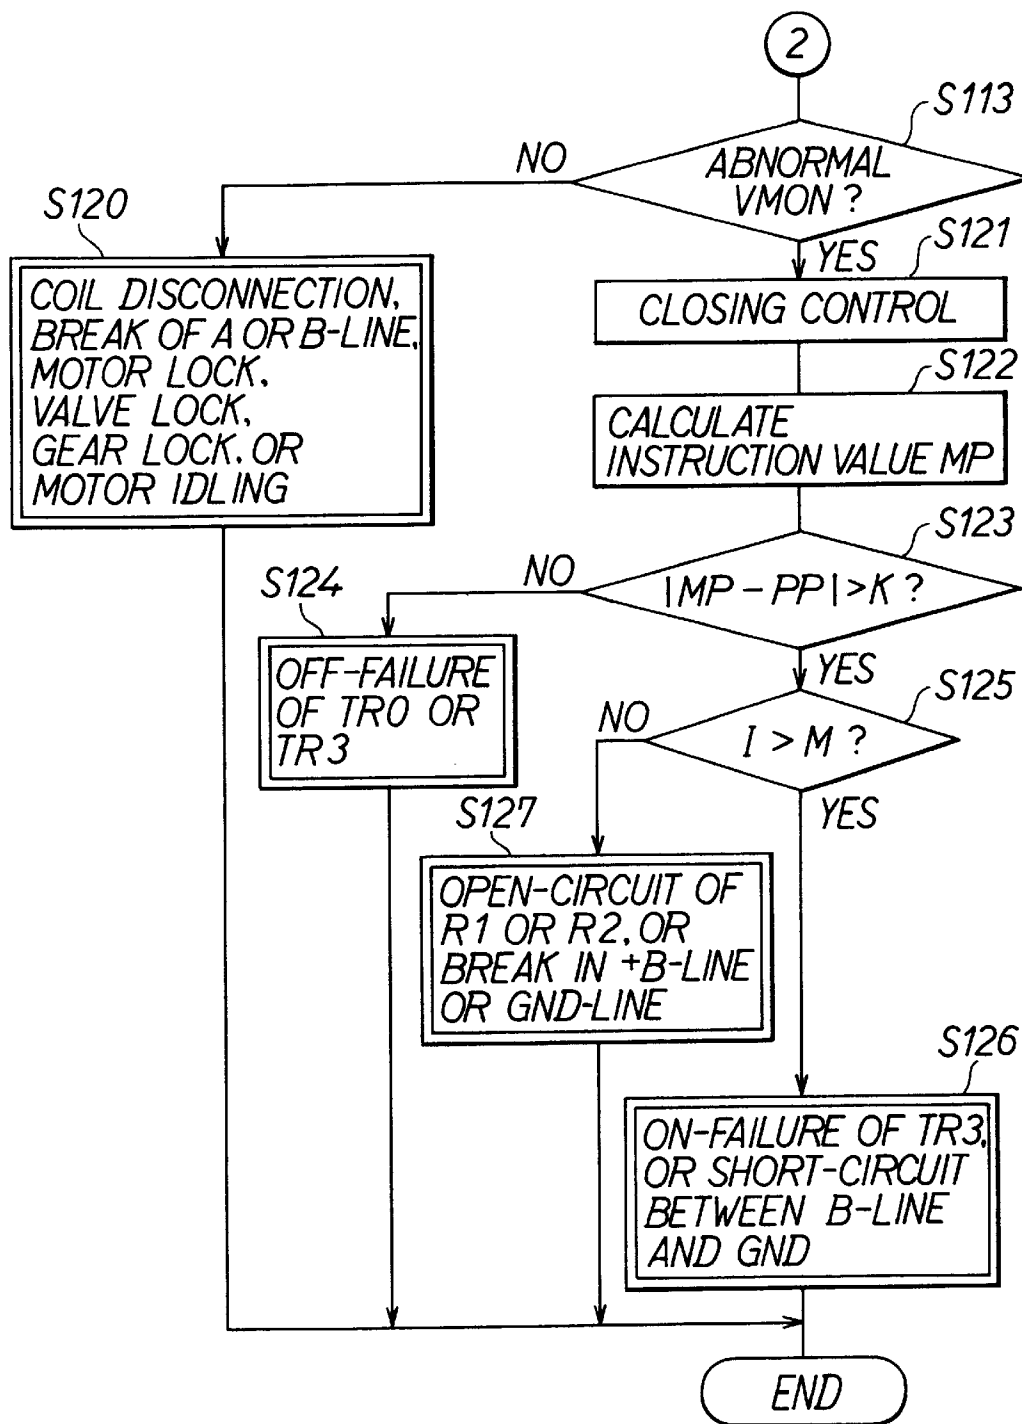 2
S113
ABNORMAL
VMON ?
NO
YES
S120
COIL DISCONNECTION,
BREAK OF A OR B-LINE,
MOTOR LOCK,
VALVE LOCK,
GEAR LOCK, OR
MOTOR IDLING
S121
CLOSING CONTROL
S122
CALCULATE
INSTRUCTION VALUE MP
S123
|MP - PP| > K ?
NO
YES
S124
OFF-FAILURE
OF TR0 OR
TR3
S125
I > M ?
NO
YES
S127
OPEN-CIRCUIT OF
R1 OR R2, OR
BREAK IN +B-LINE
OR GND-LINE
S126
ON-FAILURE OF TR3,
OR SHORT-CIRCUIT
BETWEEN B-LINE
AND GND
END